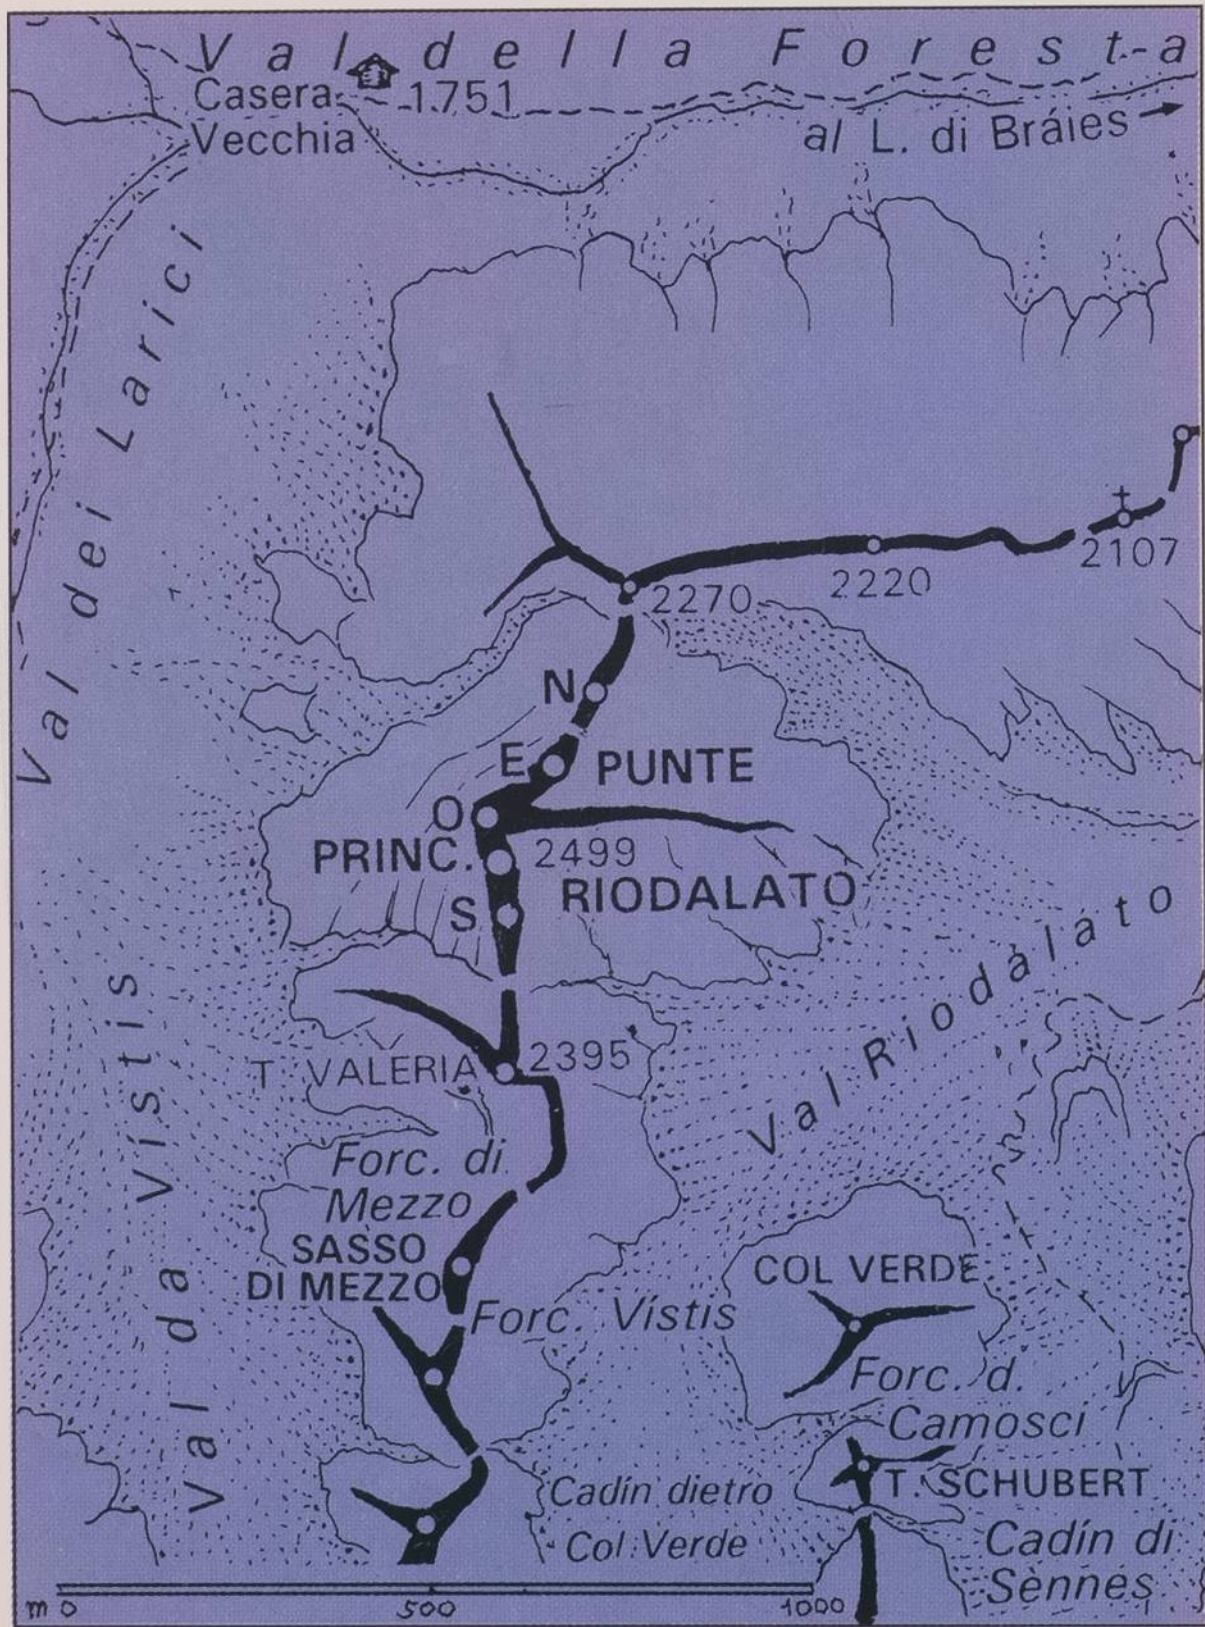 Val della Foresta
Casera 1751
Vecchia
al L. di Bráies
Val dei Larici
2107
2220
2270
N
E PUNTE
O
PRINC. 2499
S RIODALATO
Val Riodàlato
Val da Vístis
T. VALERIA 2395
Forc. di
Mezzo
SASSO
DI MEZZO
Forc. Vístis
COL VERDE
Forc. d.
Camosci
T. SCHUBERT
Cadín dietro
Col Verde
Cadín di
Sènnes
m 0 500 1000